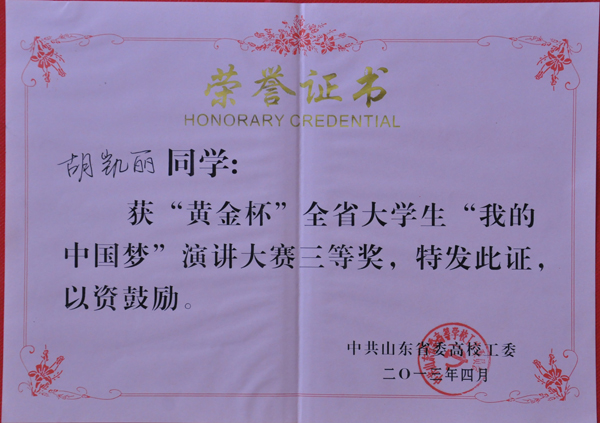 荣誉证书
HONORARY CREDENTIAL
胡凯丽同学：
获“黄金杯”全省大学生“我的
中国梦”演讲大赛三等奖，特发此证，
以资鼓励。
中共山东省委高校工委
二〇一三年四月